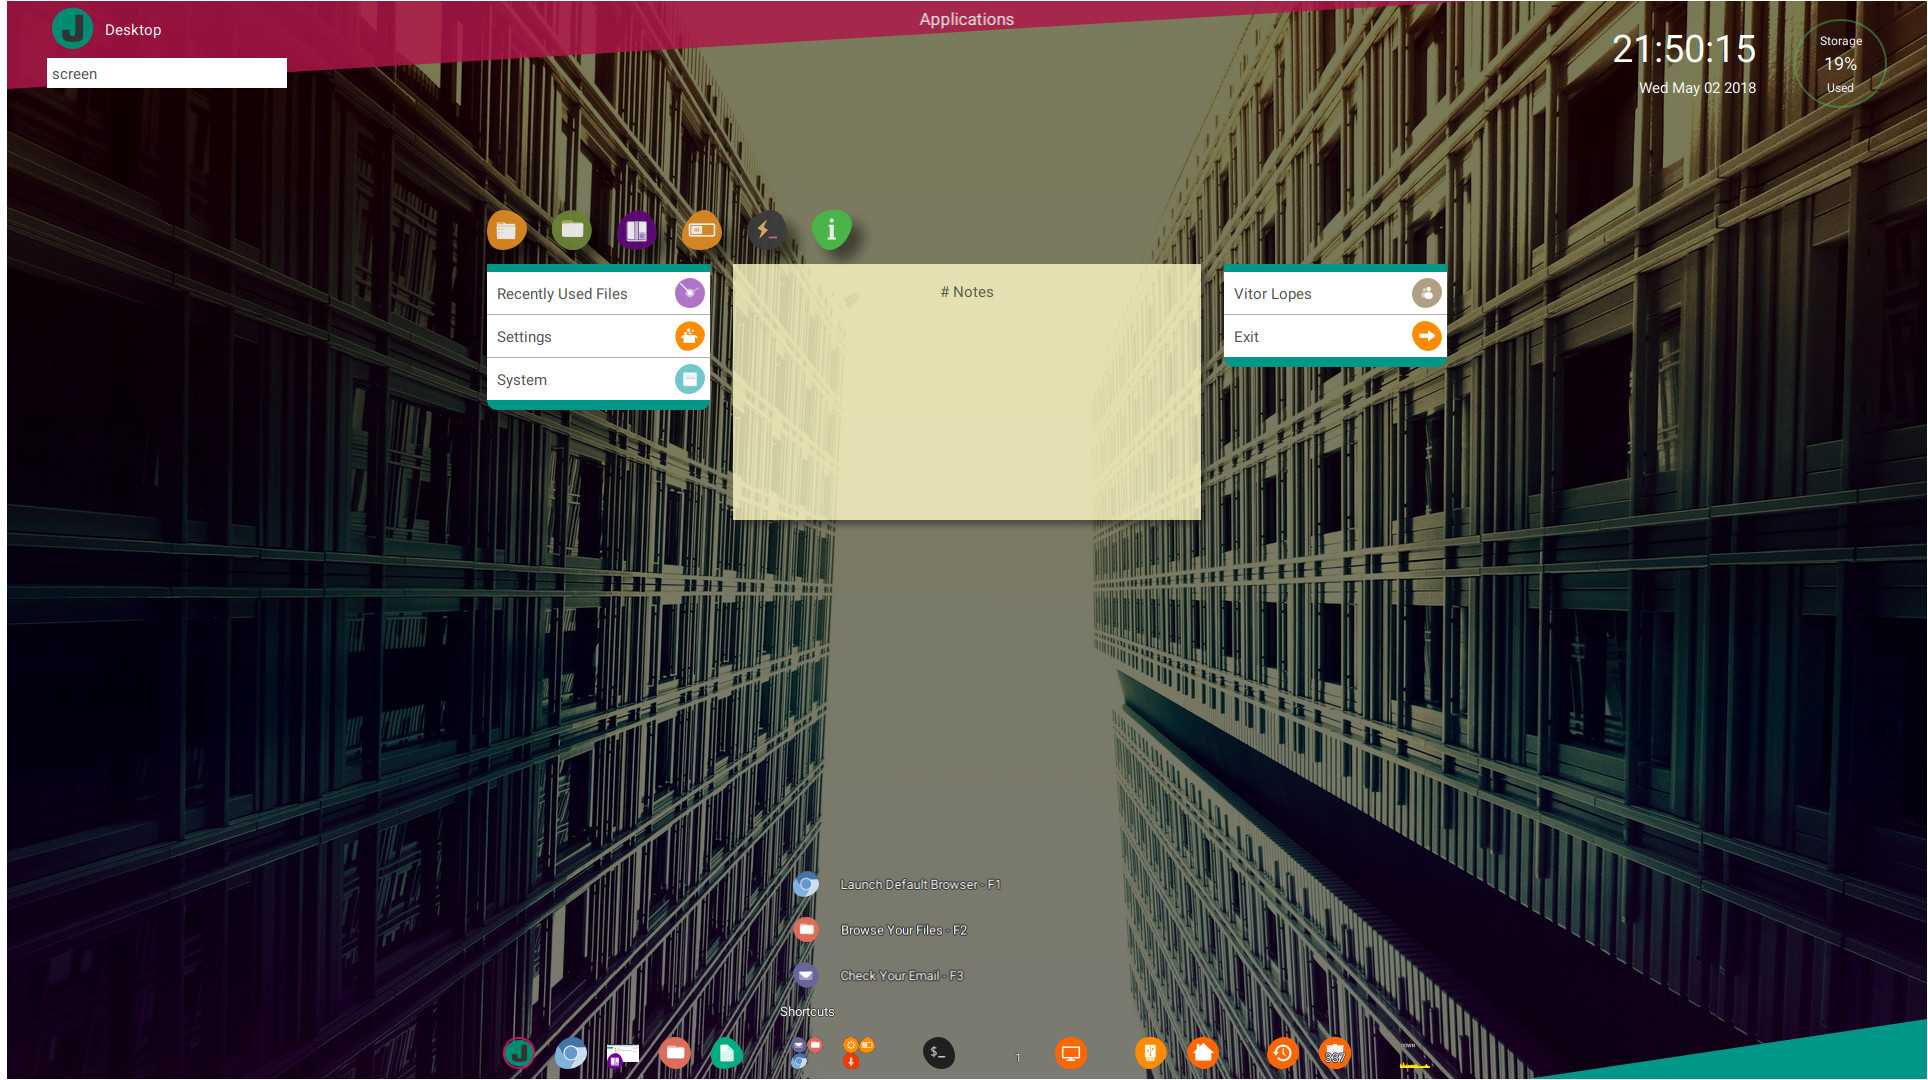 Applications
Desktop
screen
21:50:15
Wed May 02 2018
Storage
19%
Used
Recently Used Files
Settings
System
# Notes
Vitor Lopes
Exit
Launch Default Browser - F1
Browse Your Files - F2
Check Your Email - F3
Shortcuts
$_
1
DOWN